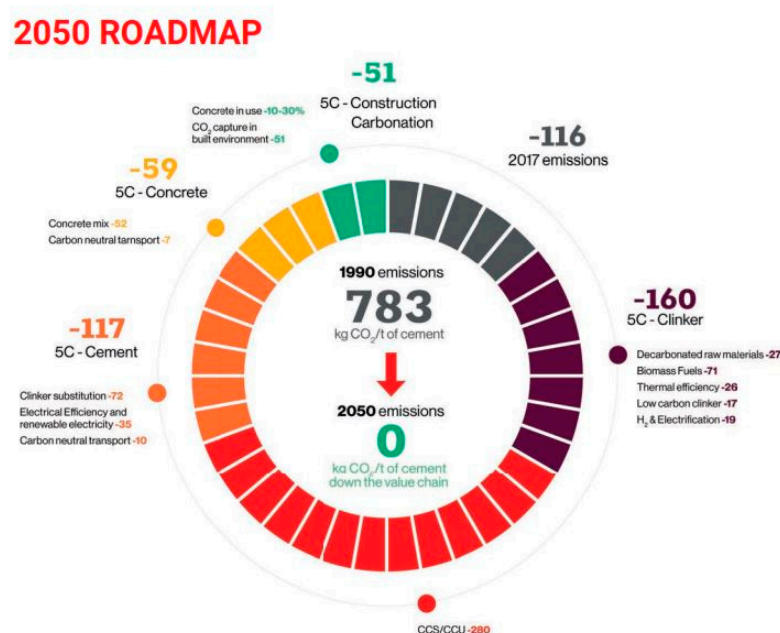 2050 ROADMAP
-51
5C - Construction
Carbonation
Concrete in use -10-30%
CO₂ capture in
built environment -51
-116
2017 emissions
-59
5C - Concrete
Concrete mix -52
Carbon neutral tarnsport -7
1990 emissions
783
kg CO₂/t of cement
2050 emissions
0
kg CO₂/t of cement
down the value chain
-160
5C - Clinker
Decarbonated raw materials -27
Biomass Fuels -71
Thermal efficiency -26
Low carbon clinker -17
H₂ & Electrification -19
-117
5C - Cement
Clinker substitution -72
Electrical Efficiency and
renewable electricity -35
Carbon neutral transport -10
CCS/CCU -280